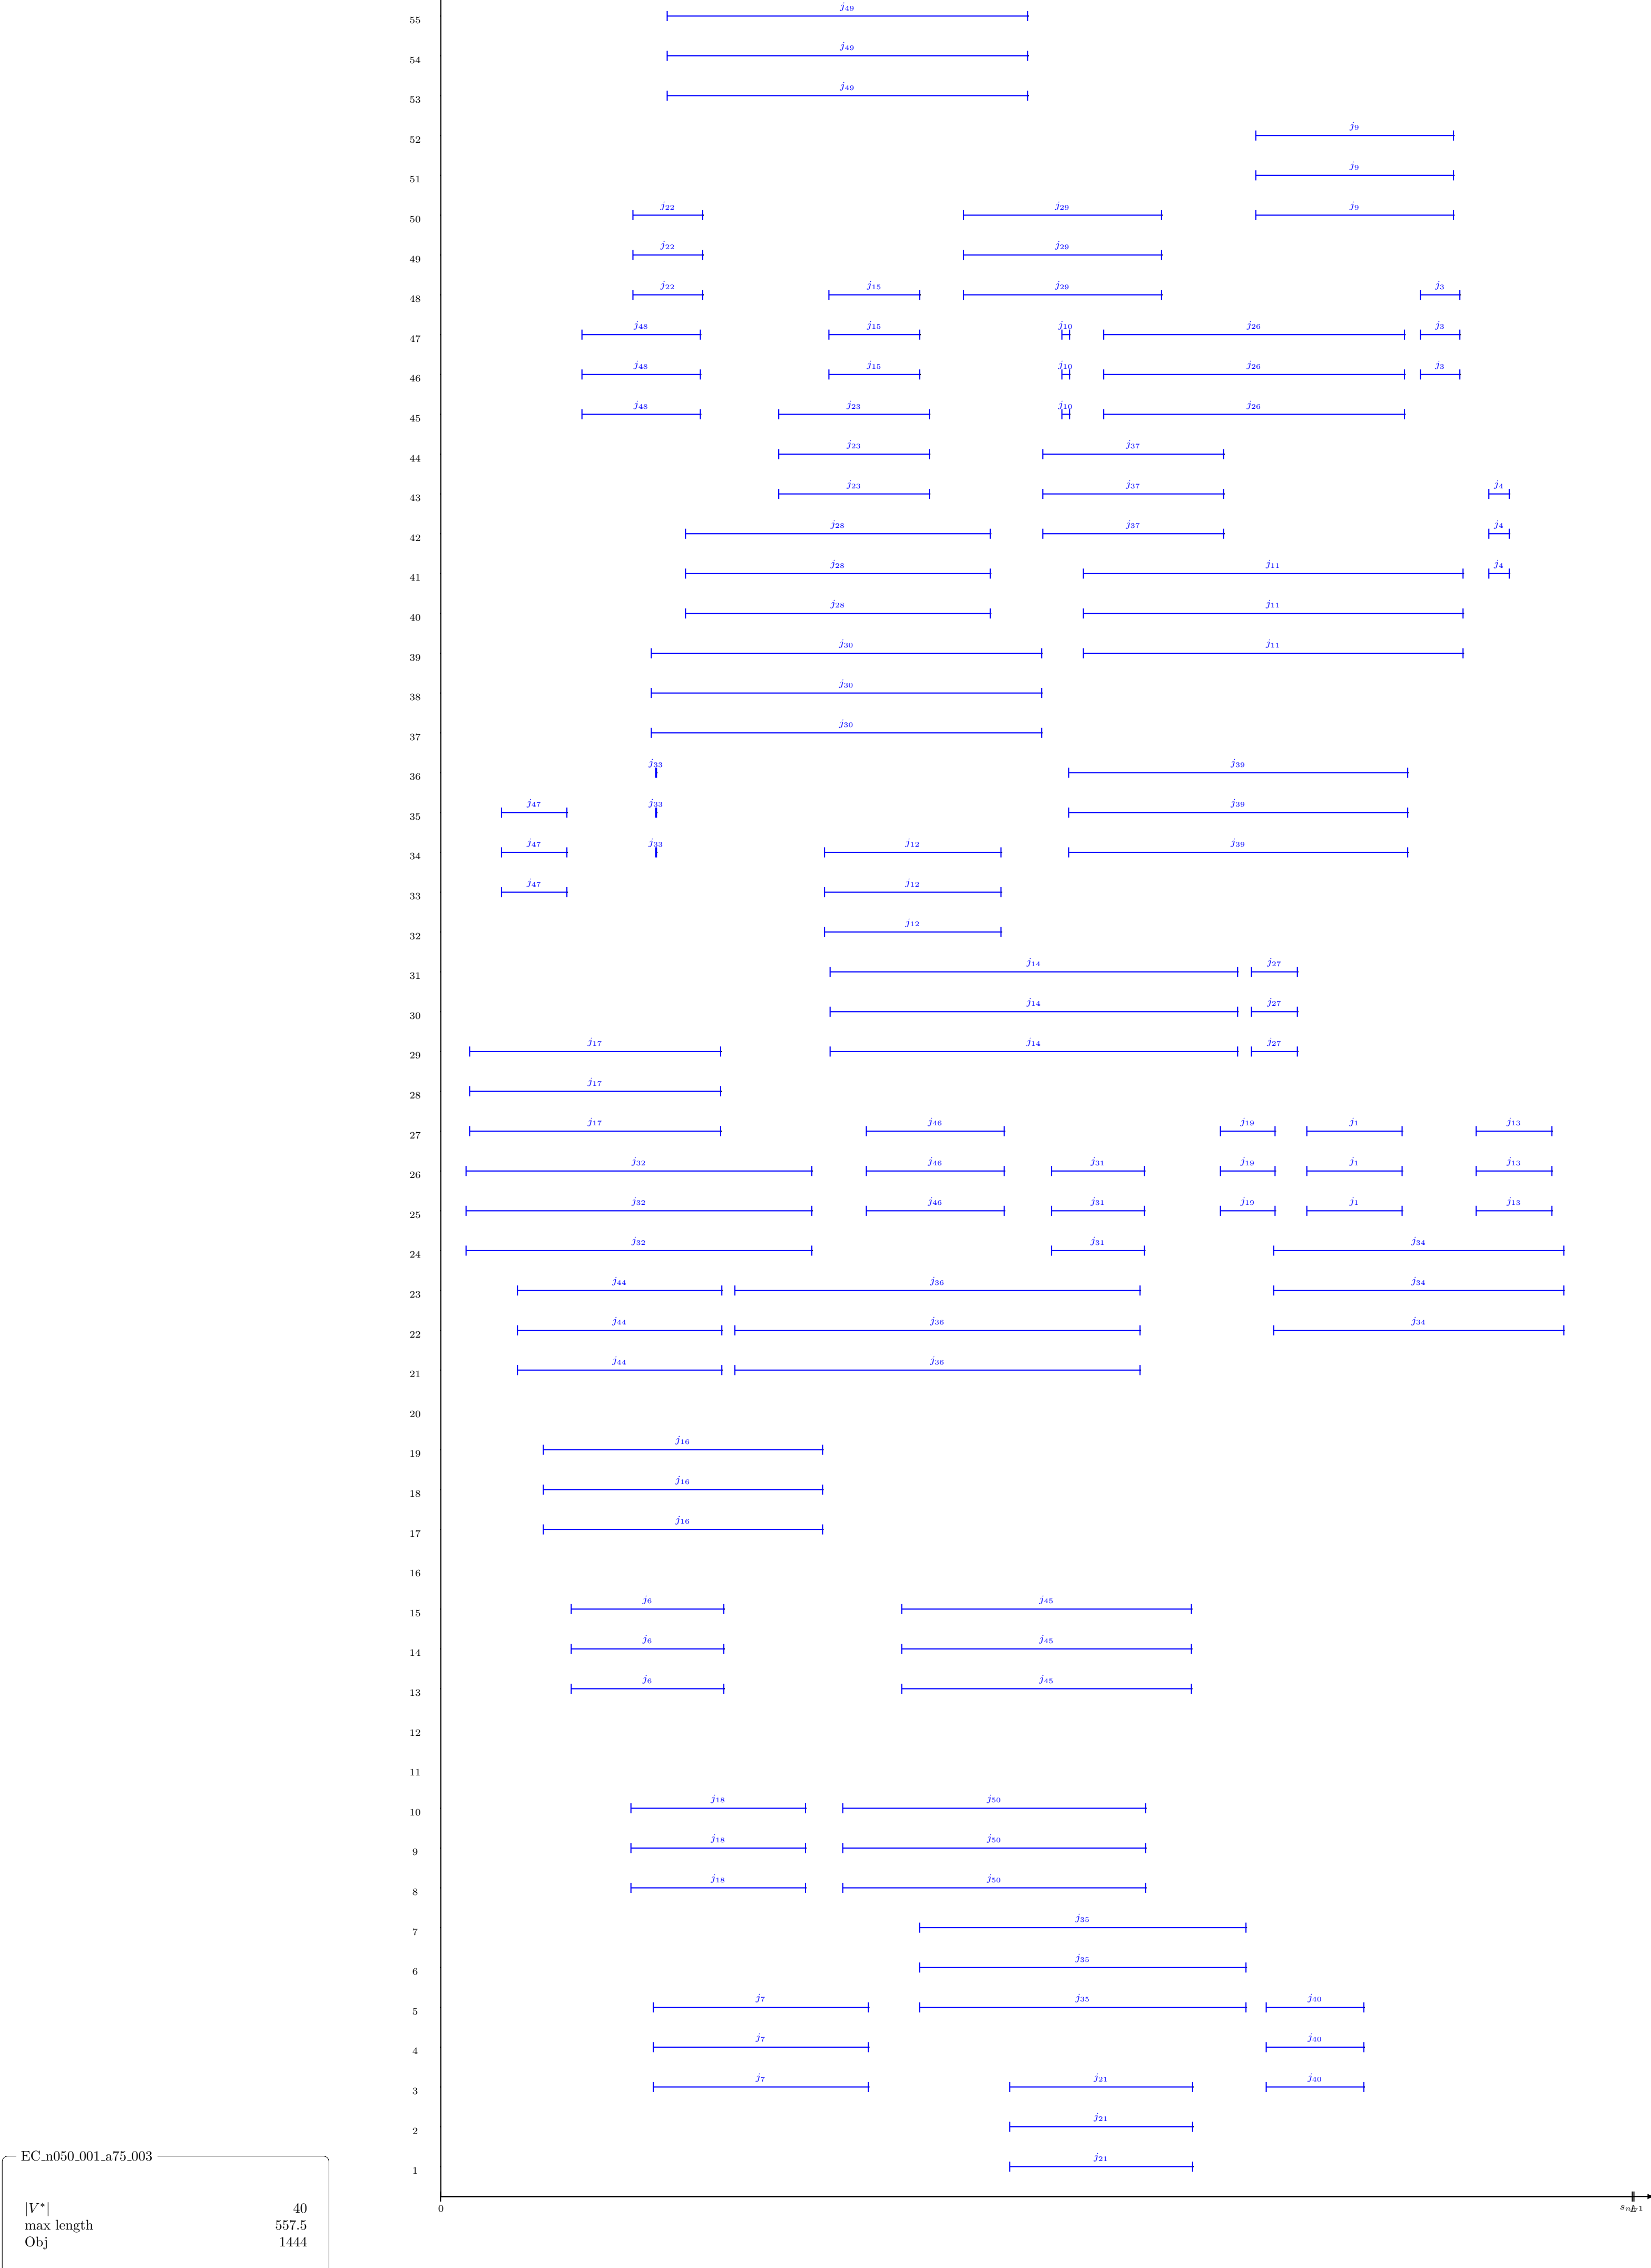 55 j49
54 j49
53 j49
52 j9
51 j9
50 j22 j29 j9
49 j22 j29
48 j22 j15 j29 j3
47 j48 j15 j10 j26 j3
46 j48 j15 j10 j26 j3
45 j48 j23 j10 j26
44 j23 j37
43 j23 j37 j4
42 j28 j37 j4
41 j28 j11 j4
40 j28 j11
39 j30 j11
38 j30
37 j30
36 j33 j39
35 j47 j33 j39
34 j47 j33 j12 j39
33 j47 j12
32 j12
31 j14 j27
30 j14 j27
29 j17 j14 j27
28 j17
27 j17 j46 j19 j1 j13
26 j32 j46 j31 j19 j1 j13
25 j32 j46 j31 j19 j1 j13
24 j32 j31 j34
23 j44 j36 j34
22 j44 j36 j34
21 j44 j36
20
19 j16
18 j16
17 j16
16
15 j6 j45
14 j6 j45
13 j6 j45
12
11
10 j18 j50
9 j18 j50
8 j18 j50
7 j35
6 j35
5 j7 j35 j40
4 j7 j40
3 j7 j21 j40
2 j21
1 j21
0
EC_n050_001_a75_003
|V*| 40
max length 557.5
Obj 1444